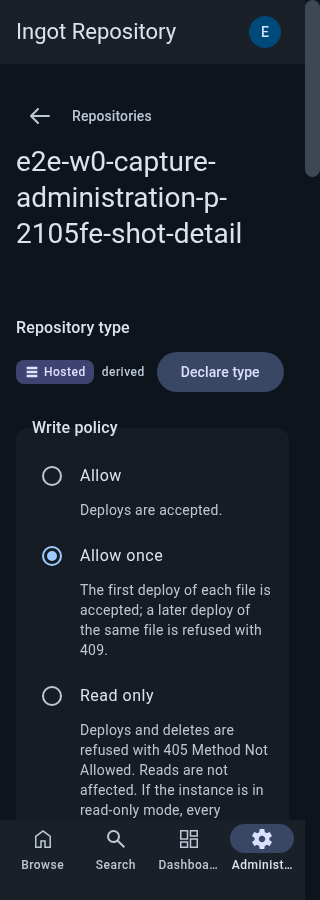 Ingot Repository
E
Repositories
e2e-w0-capture-
administration-p-
2105fe-shot-detail
Repository type
Hosted derived Declare type
Write policy
Allow
Deploys are accepted.
Allow once
The first deploy of each file is
accepted; a later deploy of
the same file is refused with
409.
Read only
Deploys and deletes are
refused with 405 Method Not
Allowed. Reads are not
affected. If the instance is in
read-only mode, every
Browse Search Dashboa… Administ…